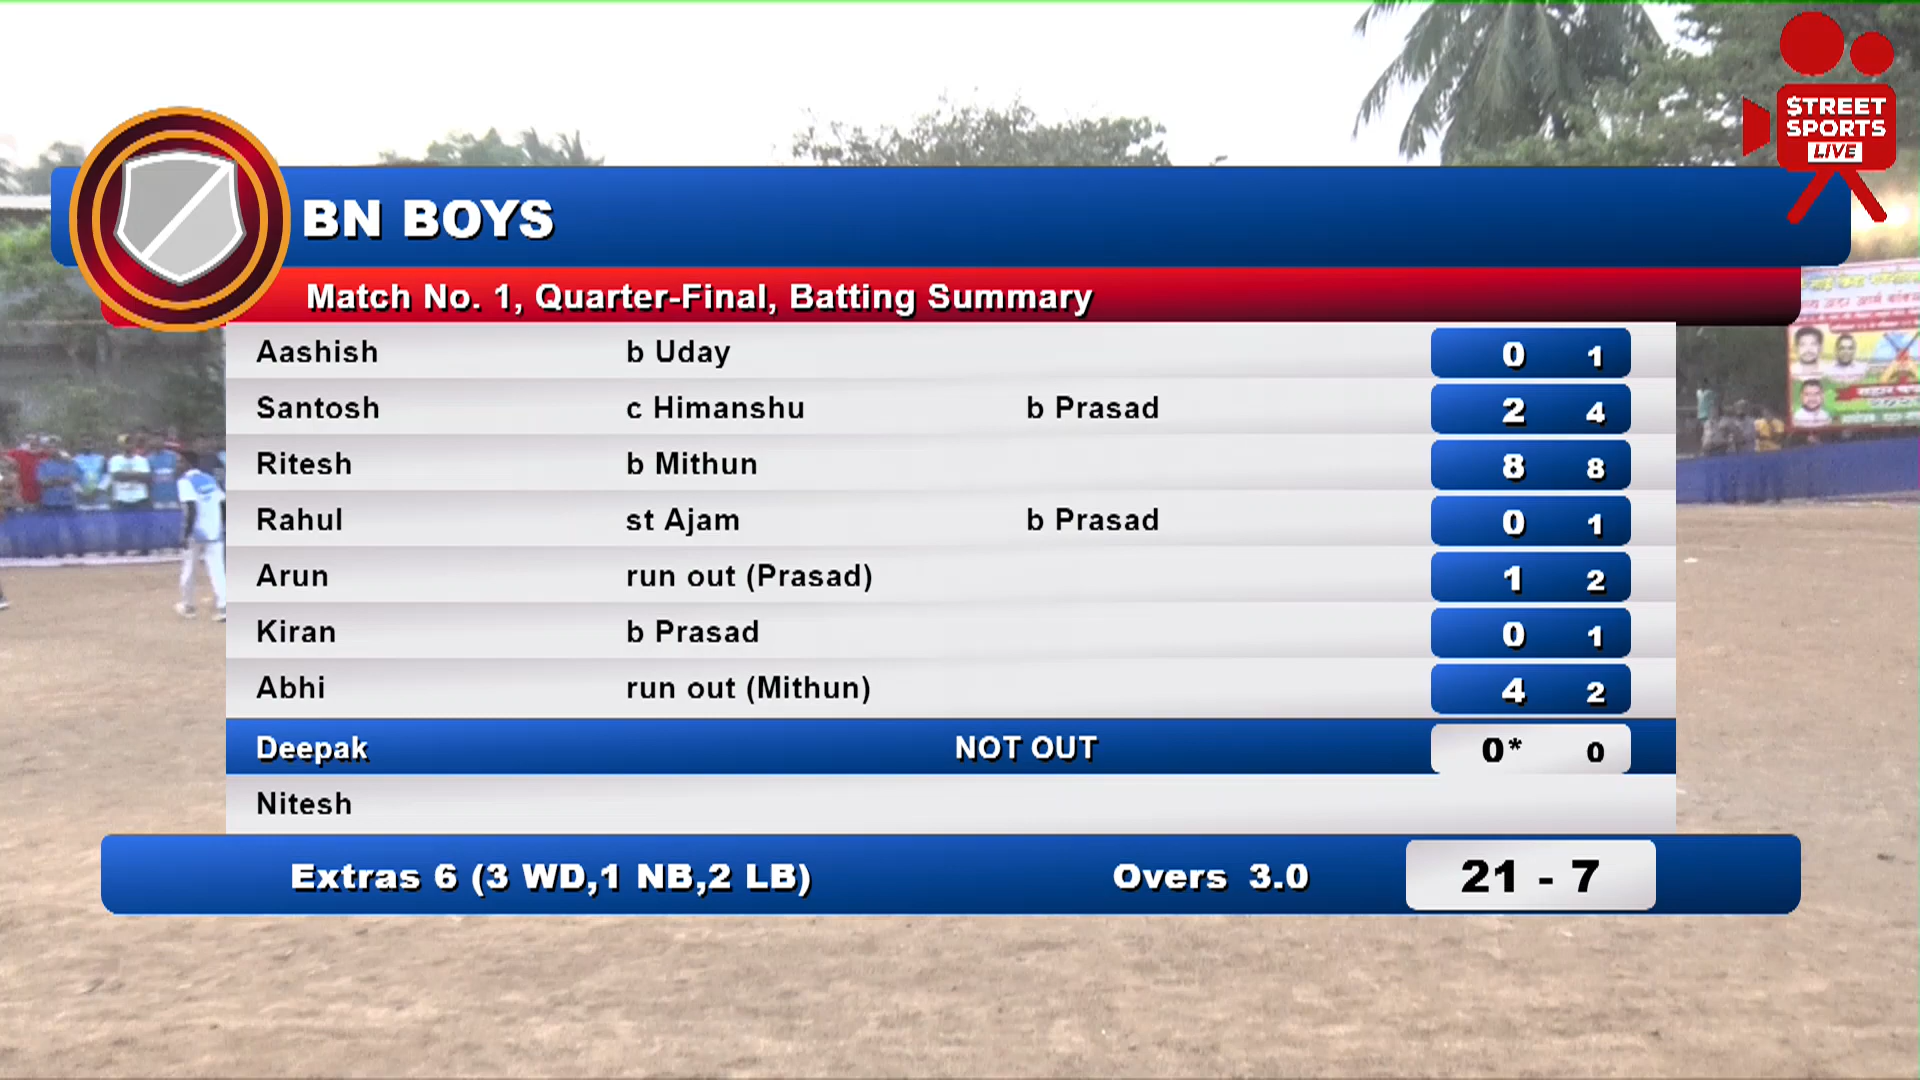 STREET
SPORTS
LIVE
BN BOYS
Match No. 1, Quarter-Final, Batting Summary
Aashish b Uday 0 1
Santosh c Himanshu b Prasad 2 4
Ritesh b Mithun 8 8
Rahul st Ajam b Prasad 0 1
Arun run out (Prasad) 1 2
Kiran b Prasad 0 1
Abhi run out (Mithun) 4 2
Deepak NOT OUT 0* 0
Nitesh
Extras 6 (3 WD,1 NB,2 LB) Overs 3.0 21 - 7